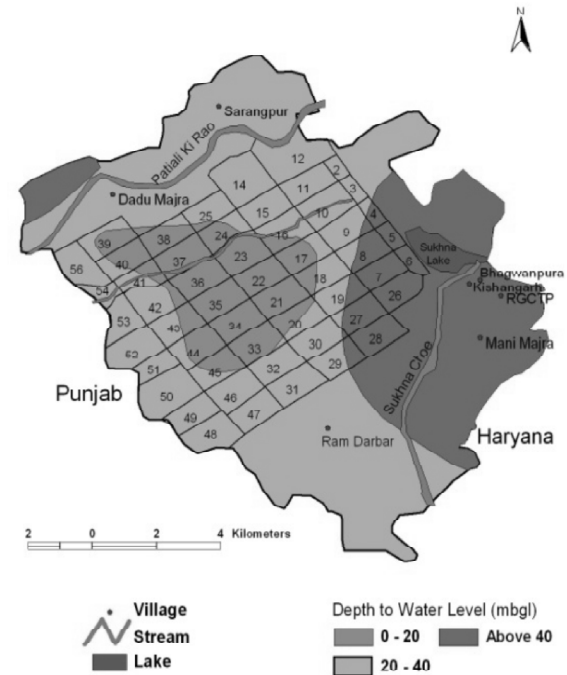 N
Sarangpur
Patiali Ki Rao
12
2
14
11
3
Dadu Majra
25
15
10
4
39
38
24
16
9
5
Sukhna
Lake
56
40
37
23
17
8
6
Bhagwanpura
Kishangarh
54
41
36
22
18
7
26
RGCTP
53
42
35
21
19
27
43
34
20
28
Mani Majra
52
44
33
30
51
45
32
29
Punjab
50
46
31
Sukhna Choe
49
47
48
Ram Darbar
Haryana
2 0 2 4 Kilometers
Village
Stream
Lake
Depth to Water Level (mbgl)
0 - 20 Above 40
20 - 40